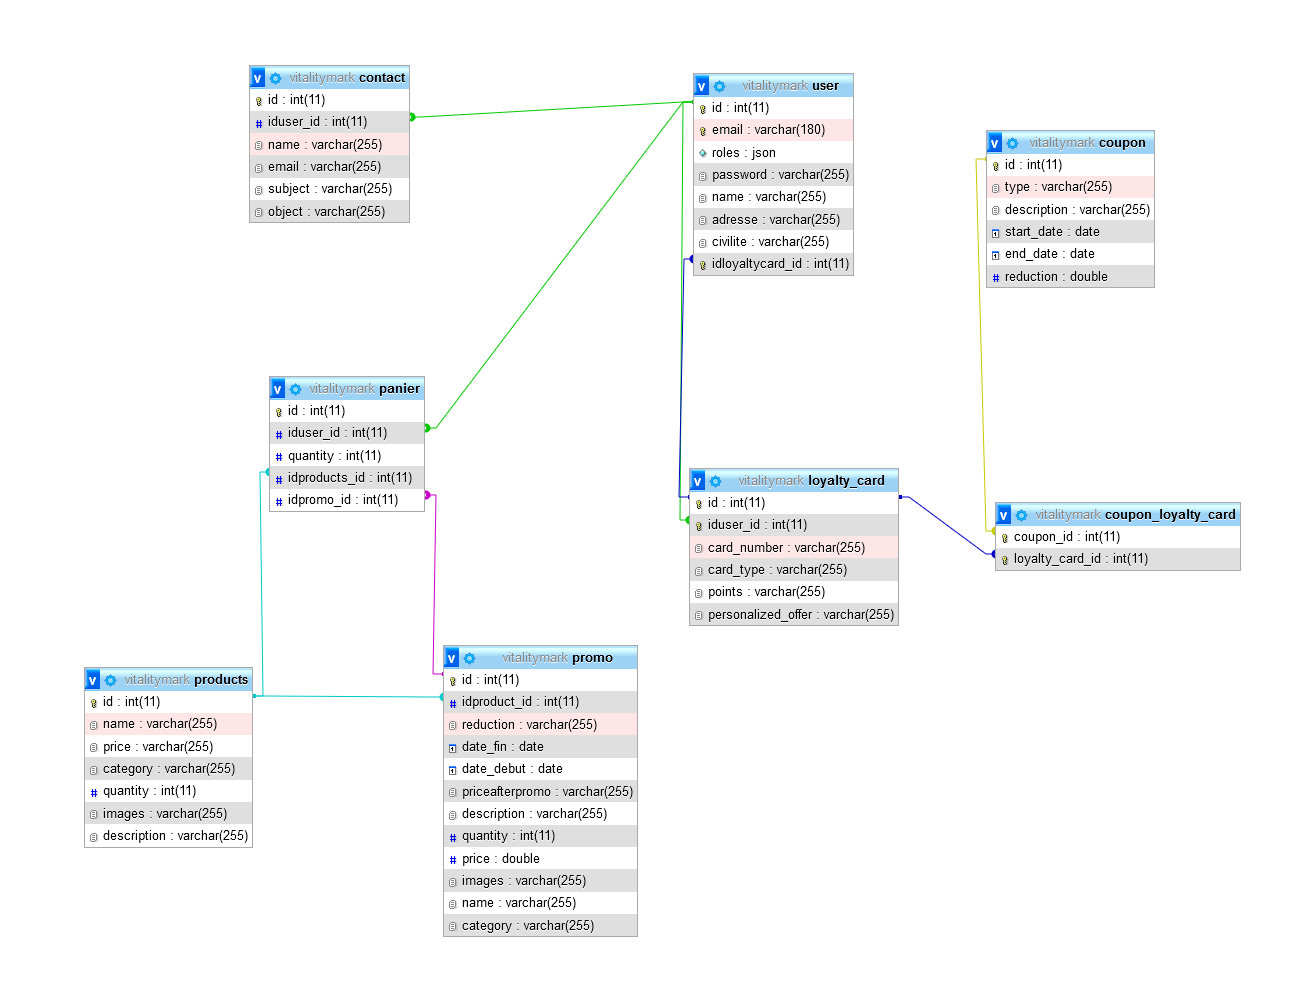 v vitalitymark contact
id : int(11)
iduser_id : int(11)
name : varchar(255)
email : varchar(255)
subject : varchar(255)
object : varchar(255)
v vitalitymark user
id : int(11)
email : varchar(180)
roles : json
password : varchar(255)
name : varchar(255)
adresse : varchar(255)
civilite : varchar(255)
idloyaltycard_id : int(11)
v vitalitymark coupon
id : int(11)
type : varchar(255)
description : varchar(255)
start_date : date
end_date : date
reduction : double
v vitalitymark panier
id : int(11)
iduser_id : int(11)
quantity : int(11)
idproducts_id : int(11)
idpromo_id : int(11)
v vitalitymark loyalty_card
id : int(11)
iduser_id : int(11)
card_number : varchar(255)
card_type : varchar(255)
points : varchar(255)
personalized_offer : varchar(255)
v vitalitymark coupon_loyalty_card
coupon_id : int(11)
loyalty_card_id : int(11)
v vitalitymark products
id : int(11)
name : varchar(255)
price : varchar(255)
category : varchar(255)
quantity : int(11)
images : varchar(255)
description : varchar(255)
v vitalitymark promo
id : int(11)
idproduct_id : int(11)
reduction : varchar(255)
date_fin : date
date_debut : date
priceafterpromo : varchar(255)
description : varchar(255)
quantity : int(11)
price : double
images : varchar(255)
name : varchar(255)
category : varchar(255)